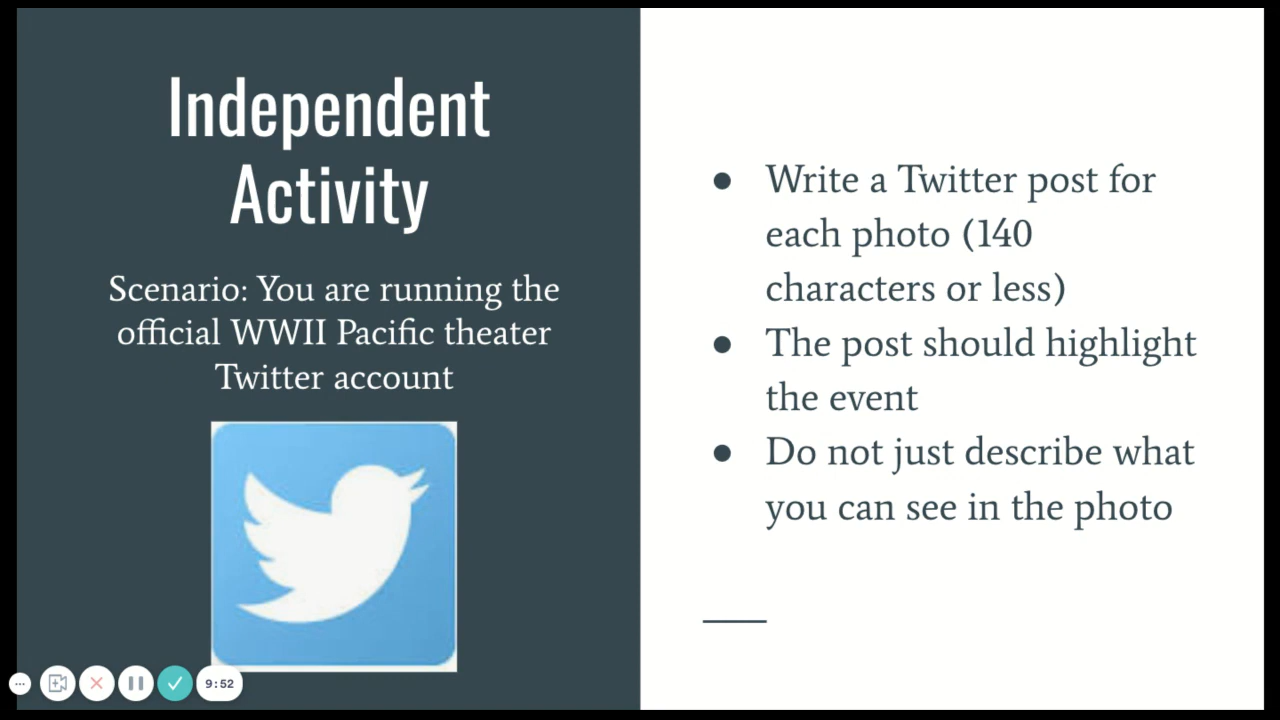 Independent
Activity
Scenario: You are running the
official WWII Pacific theater
Twitter account
● Write a Twitter post for
each photo (140
characters or less)
● The post should highlight
the event
● Do not just describe what
you can see in the photo
9:52